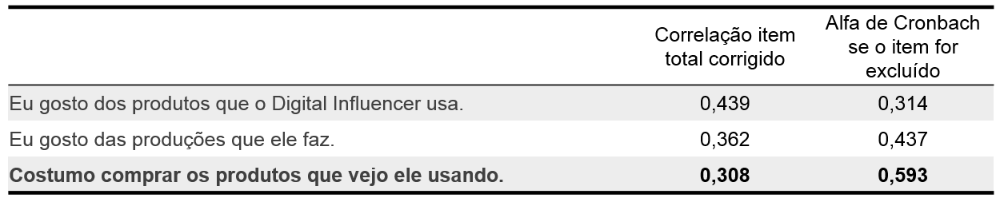 Correlação item total corrigido
Alfa de Cronbach se o item for excluído
Eu gosto dos produtos que o Digital Influencer usa. 0,439 0,314
Eu gosto das produções que ele faz. 0,362 0,437
Costumo comprar os produtos que vejo ele usando. 0,308 0,593